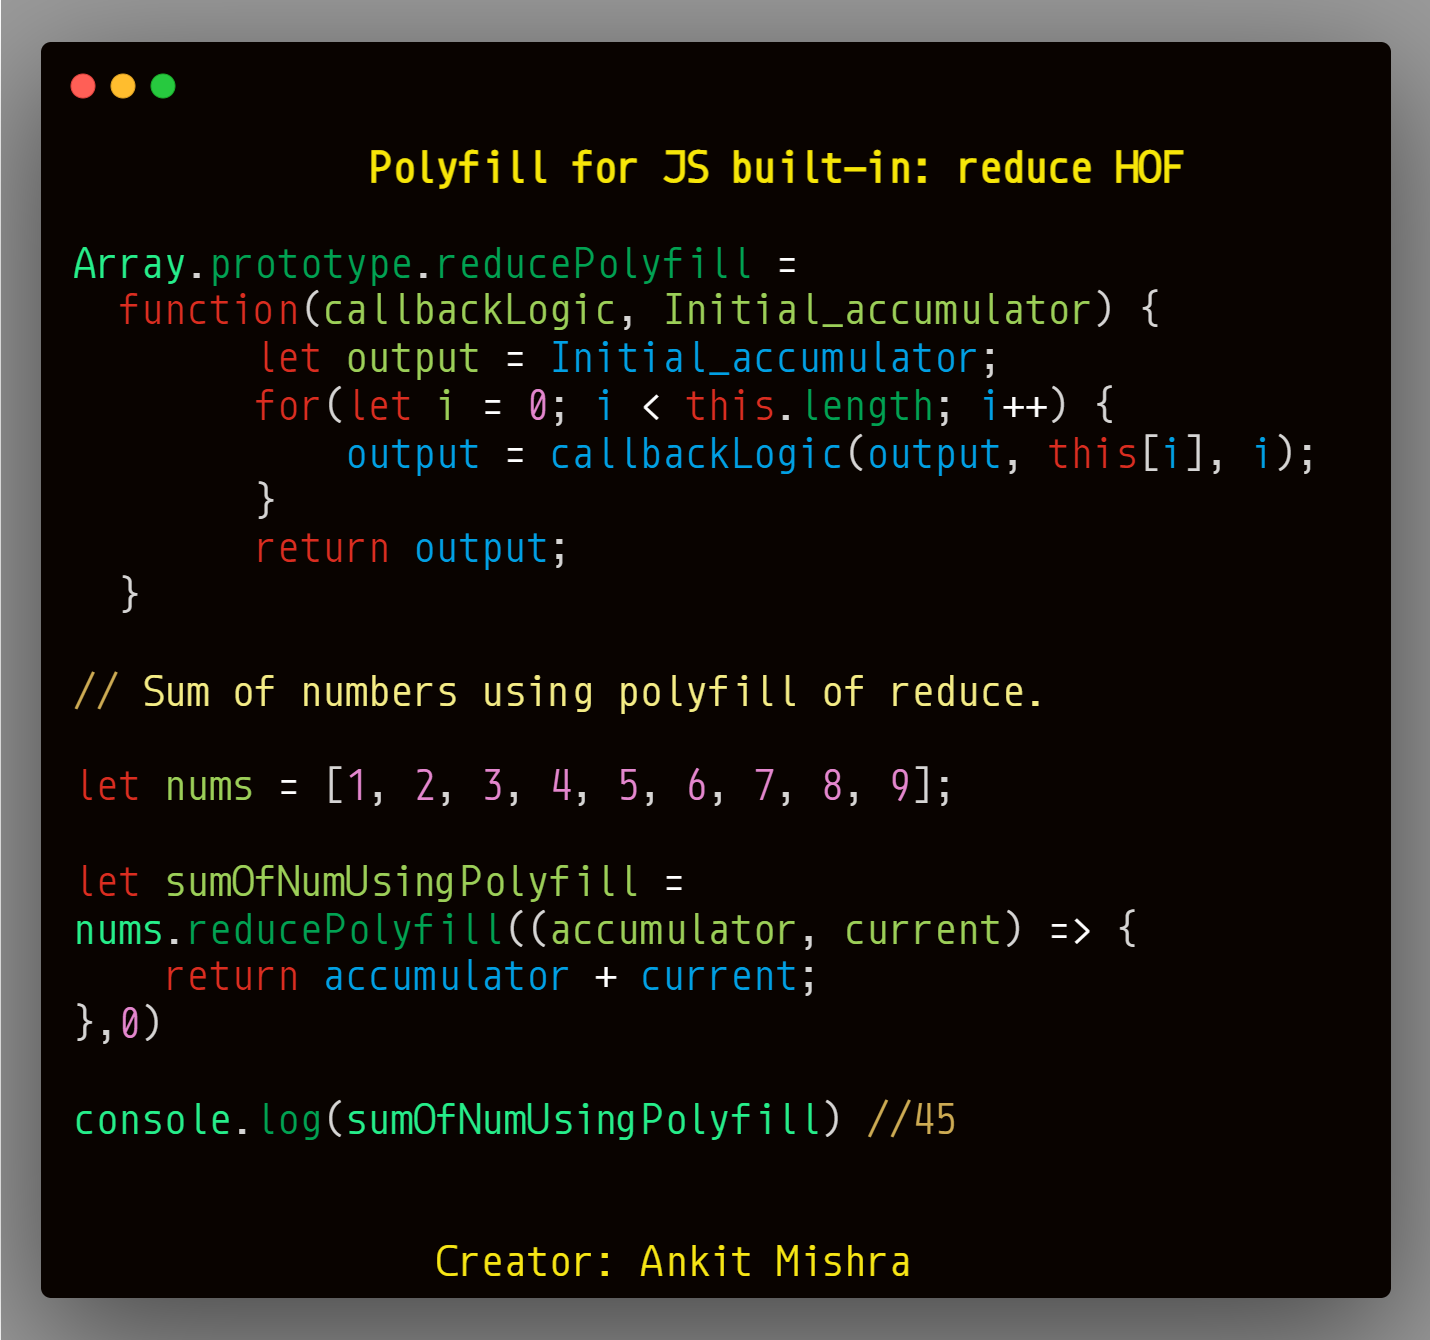 Polyfill for JS built-in: reduce HOF
Array.prototype.reducePolyfill =
function(callbackLogic, Initial_accumulator) {
let output = Initial_accumulator;
for(let i = 0; i < this.length; i++) {
output = callbackLogic(output, this[i], i);
}
return output;
}
// Sum of numbers using polyfill of reduce.
let nums = [1, 2, 3, 4, 5, 6, 7, 8, 9];
let sumOfNumUsingPolyfill =
nums.reducePolyfill((accumulator, current) => {
return accumulator + current;
},0)
console.log(sumOfNumUsingPolyfill) //45
Creator: Ankit Mishra